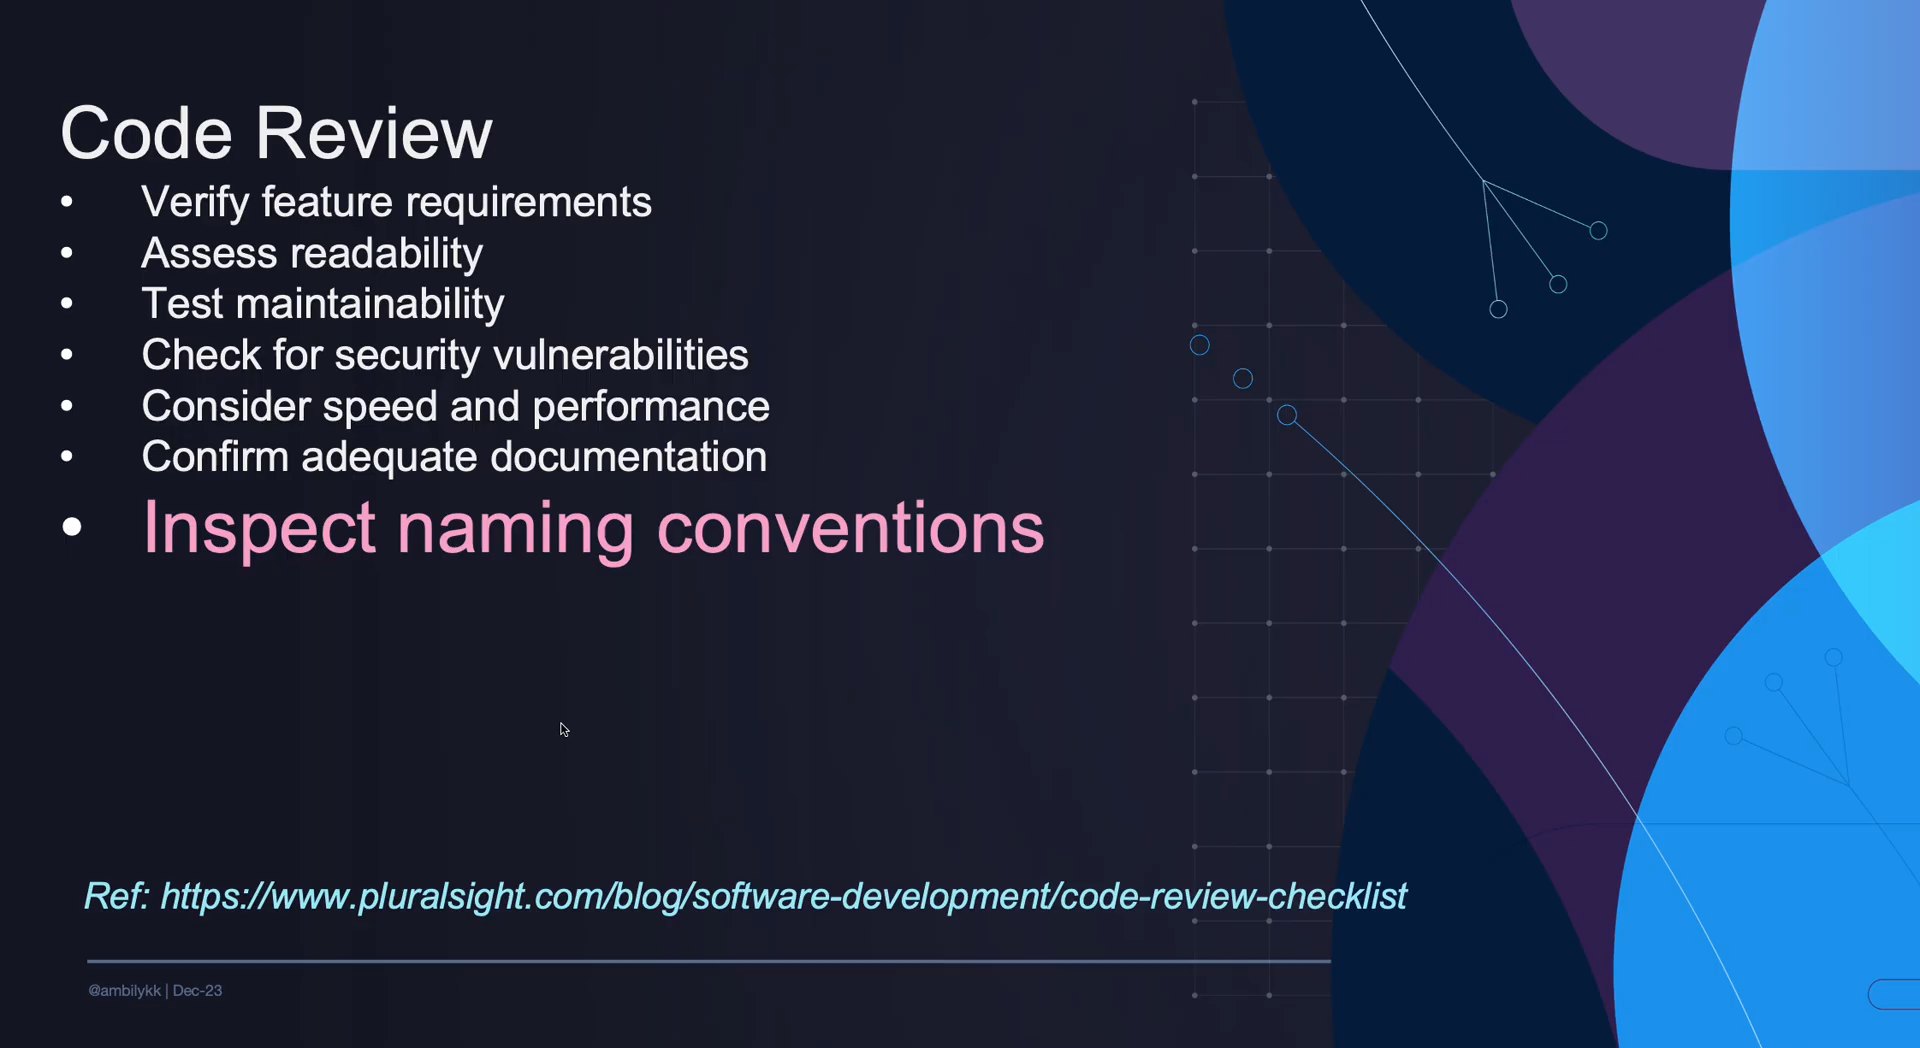 Code Review
• Verify feature requirements
• Assess readability
• Test maintainability
• Check for security vulnerabilities
• Consider speed and performance
• Confirm adequate documentation
• Inspect naming conventions
Ref: https://www.pluralsight.com/blog/software-development/code-review-checklist
@ambilykk | Dec-23